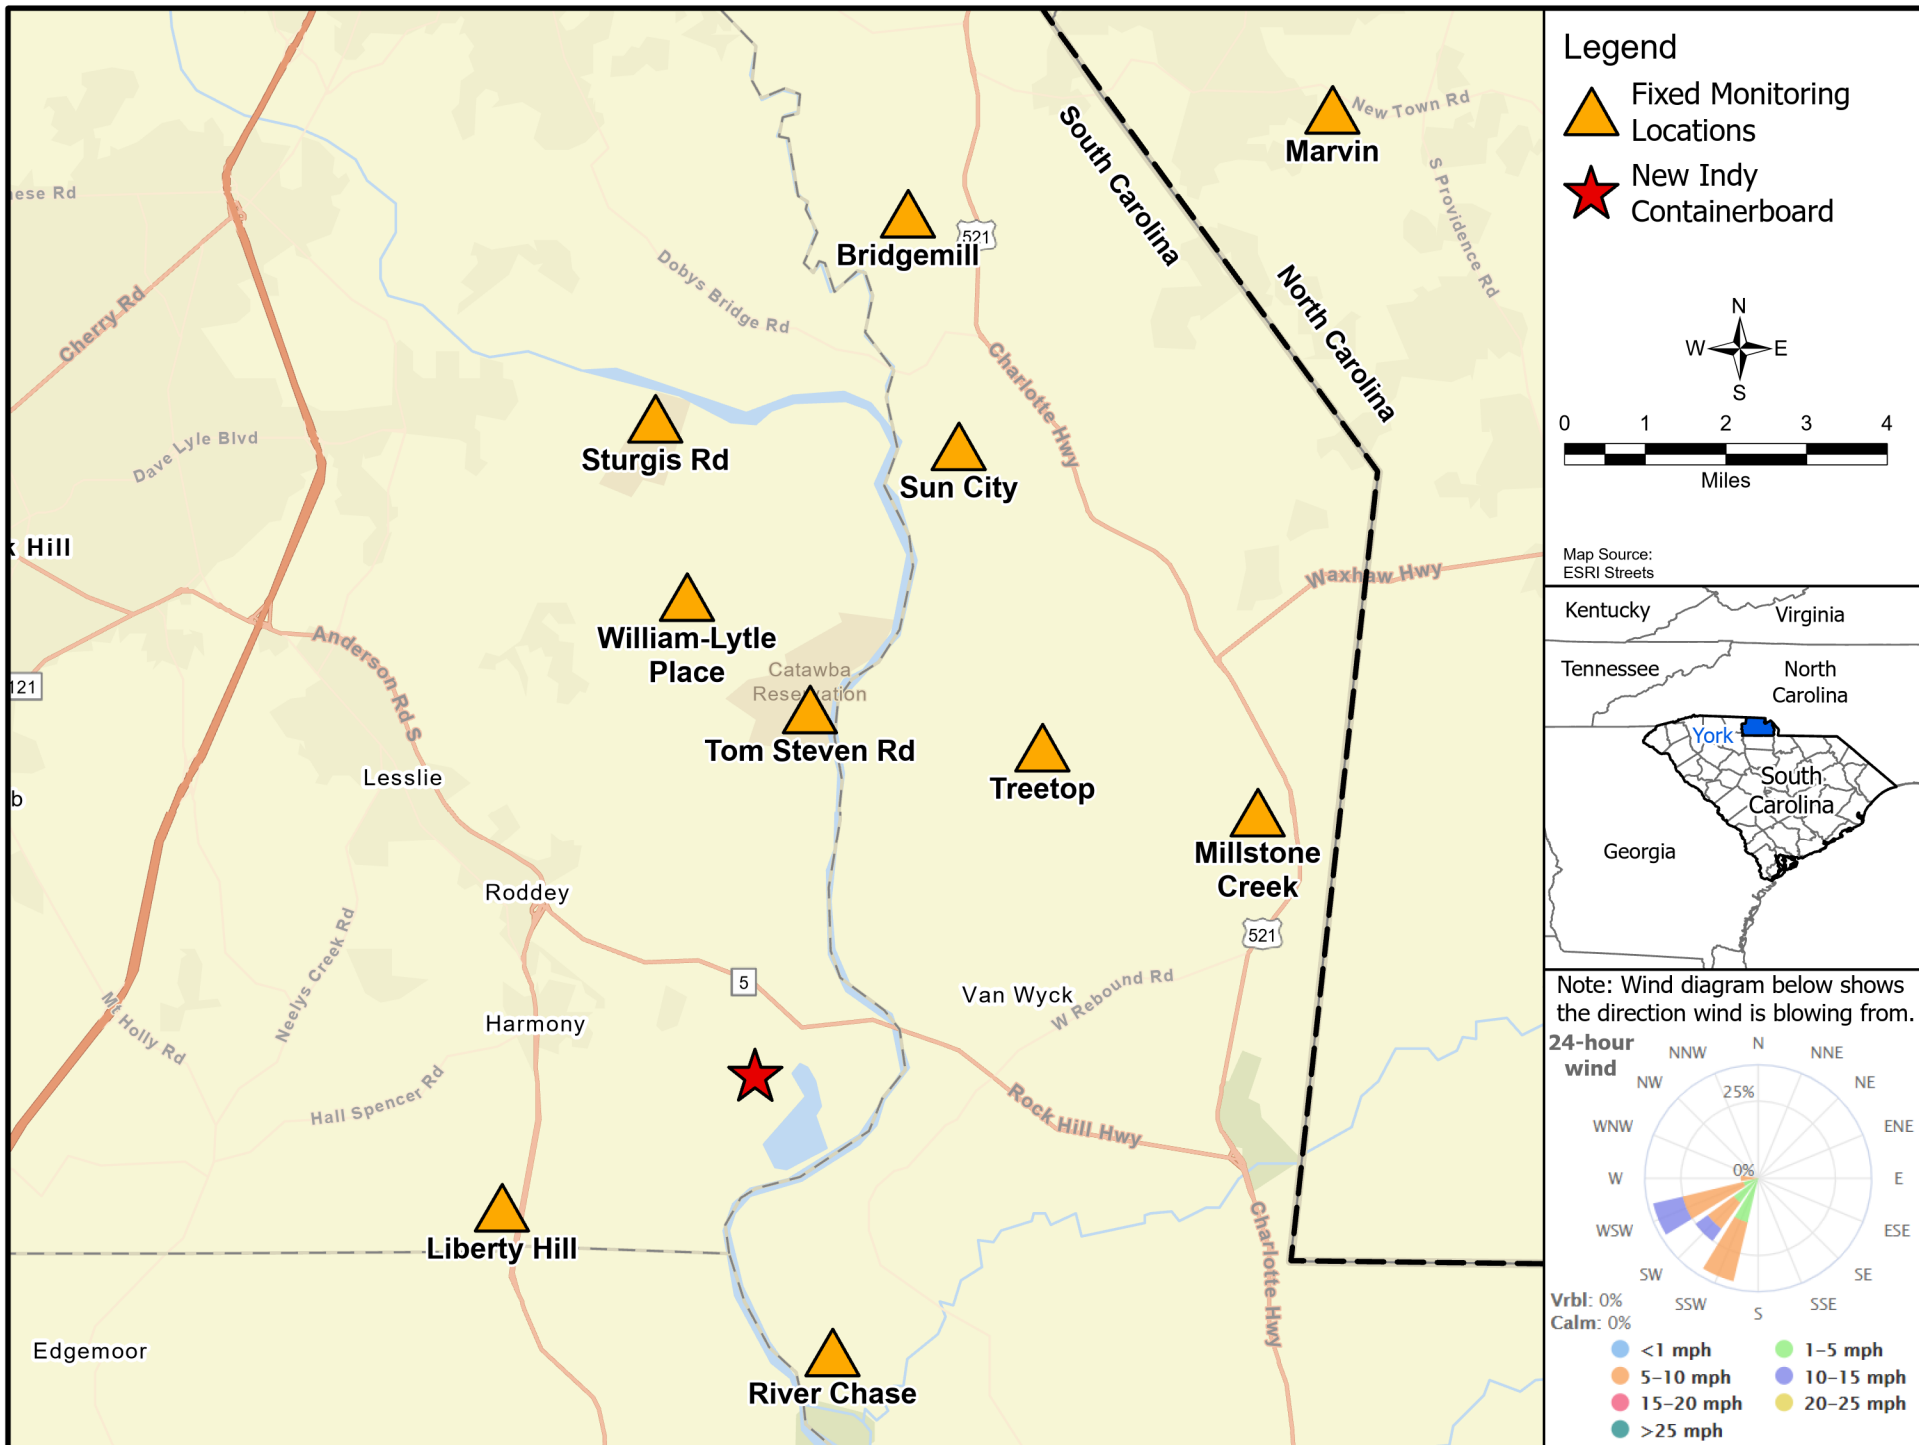 New Town Rd
Marvin
South Carolina
S Providence Rd
ese Rd
521
Bridgemill
Dobys Bridge Rd
North Carolina
Cherry Rd
Charlotte Hwy
Dave Lyle Blvd
Sturgis Rd
Sun City
k Hill
Waxhaw Hwy
Anderson Rd S
William-Lytle
Place
Catawba
Reservation
121
Tom Steven Rd
Lesslie
Treetop
b
Millstone
Creek
Roddey
521
Neelys Creek Rd
5
Van Wyck
W Rebound Rd
Mt Holly Rd
Harmony
Hall Spencer Rd
Rock Hill Hwy
Liberty Hill
Charlotte Hwy
Edgemoor
River Chase
Legend
Fixed Monitoring
Locations
New Indy
Containerboard
N
W E
S
0 1 2 3 4
Miles
Map Source:
ESRI Streets
Kentucky
Virginia
Tennessee
North
Carolina
York
South
Carolina
Georgia
Note: Wind diagram below shows
the direction wind is blowing from.
24-hour
wind
N
NNW NNE
NW NE
25%
WNW ENE
0%
W E
WSW ESE
SW SE
SSW SSE
S
Vrbl: 0%
Calm: 0%
<1 mph 1–5 mph
5–10 mph 10–15 mph
15–20 mph 20–25 mph
>25 mph